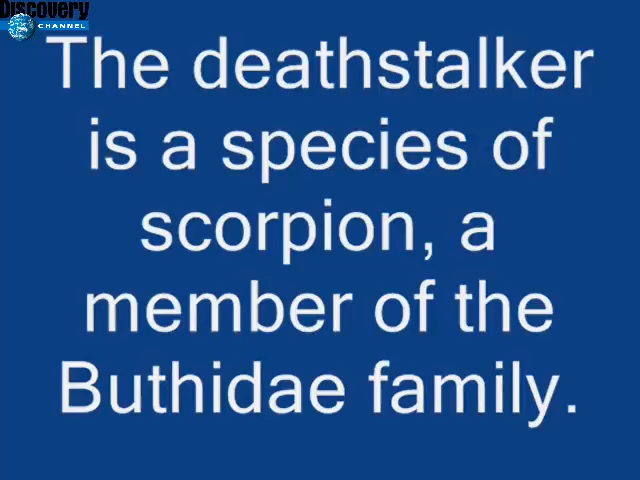 Discovery
CHANNEL
The deathstalker
is a species of
scorpion, a
member of the
Buthidae family.